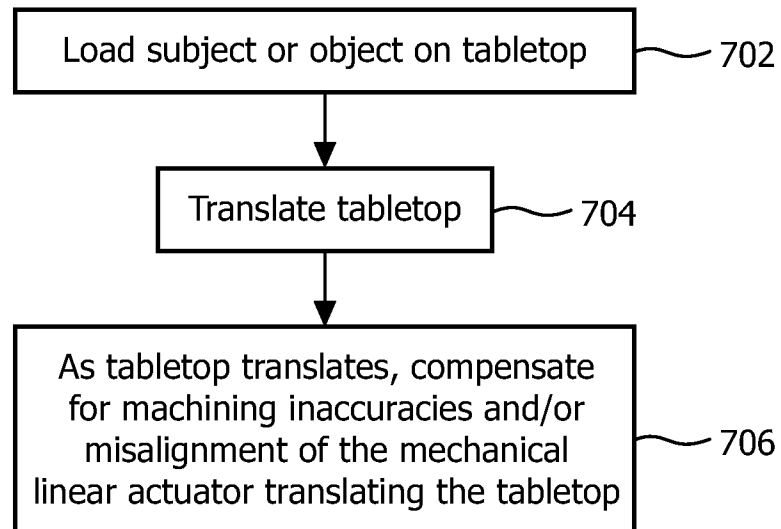 Load subject or object on tabletop
702
Translate tabletop
704
As tabletop translates, compensate
for machining inaccuracies and/or
misalignment of the mechanical
linear actuator translating the tabletop
706